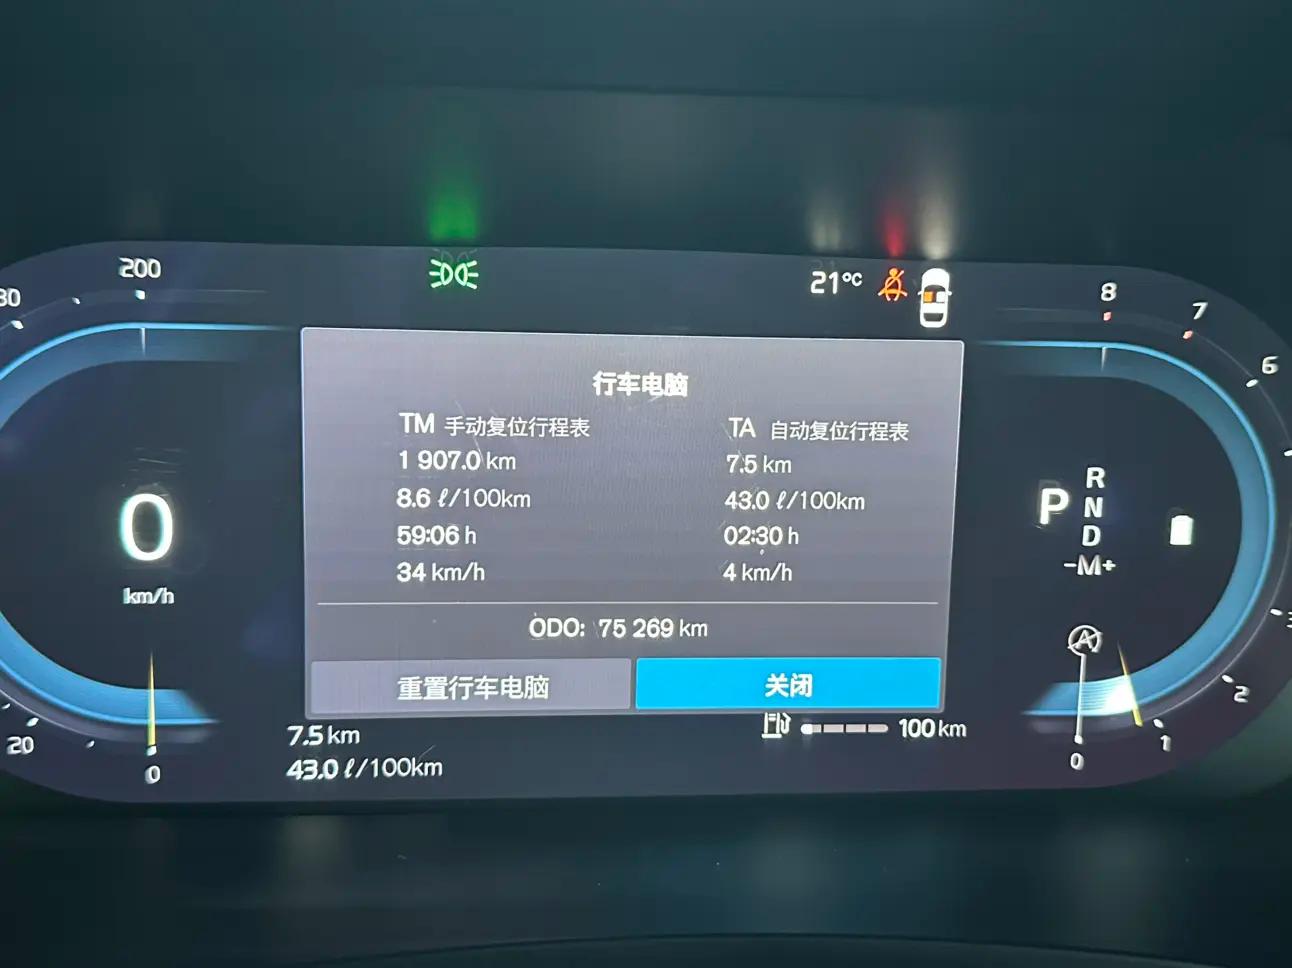 200
80
21°C
8
7
6
行车电脑
TM 手动复位行程表
TA 自动复位行程表
1 907.0 km
7.5 km
8.6 ℓ/100km
43.0 ℓ/100km
59:06 h
02:30 h
34 km/h
4 km/h
ODO: 75 269 km
重置行车电脑
关闭
0
km/h
P
R
N
D
-M+
A
3
2
1
0
20
0
7.5 km
43.0 ℓ/100km
100 km